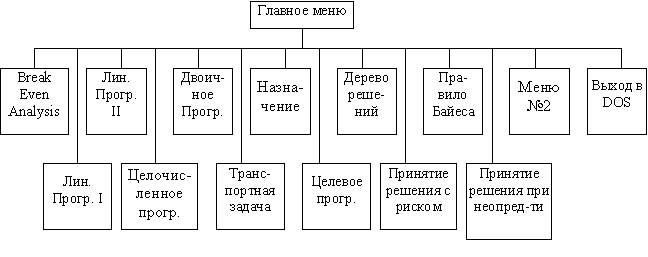 Главное меню
Break
Even
Analysis
Лин.
Прогр.
II
Двоич-
ное
Прогр.
Назна-
чение
Дерево
реше-
ний
Пра-
вило
Байеса
Меню
№2
Выход в
DOS
Лин.
Прогр. I
Целочис-
ленное
прогр.
Транс-
портная
задача
Целевое
прогр.
Принятие
решения с
риском
Принятие
решения при
неопред-ти